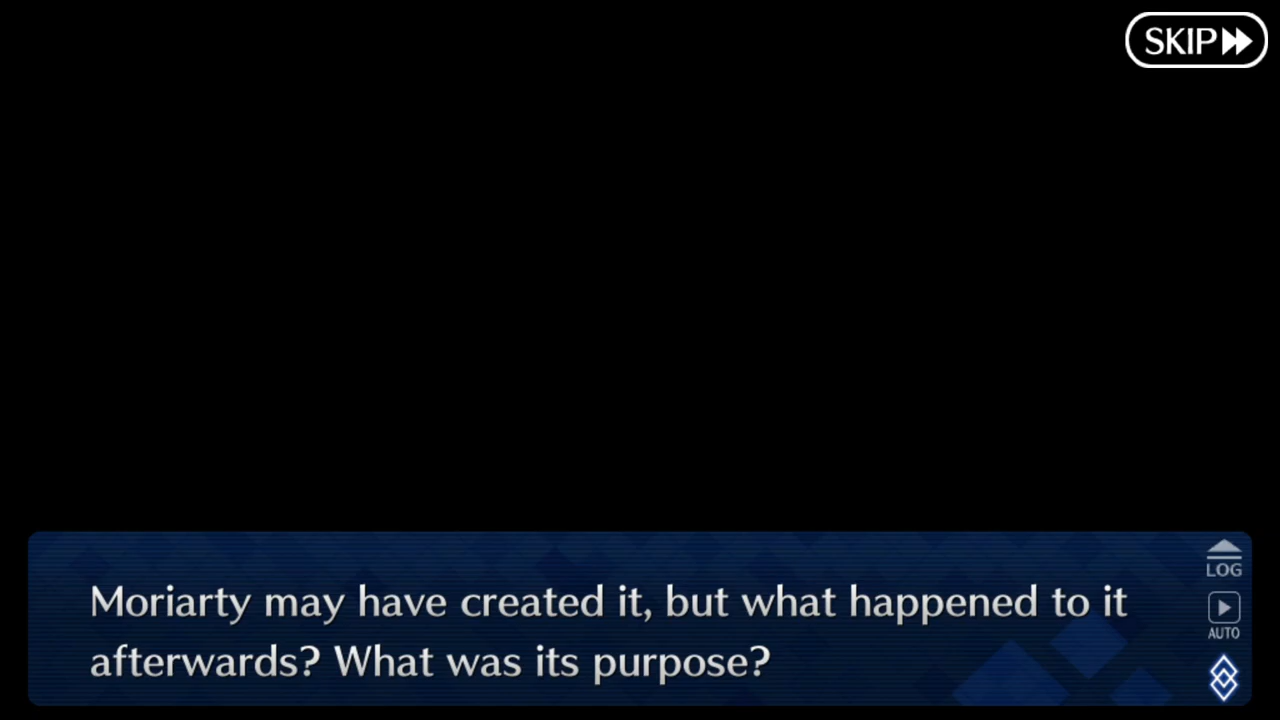 SKIP
Moriarty may have created it, but what happened to it
afterwards? What was its purpose?
LOG
AUTO